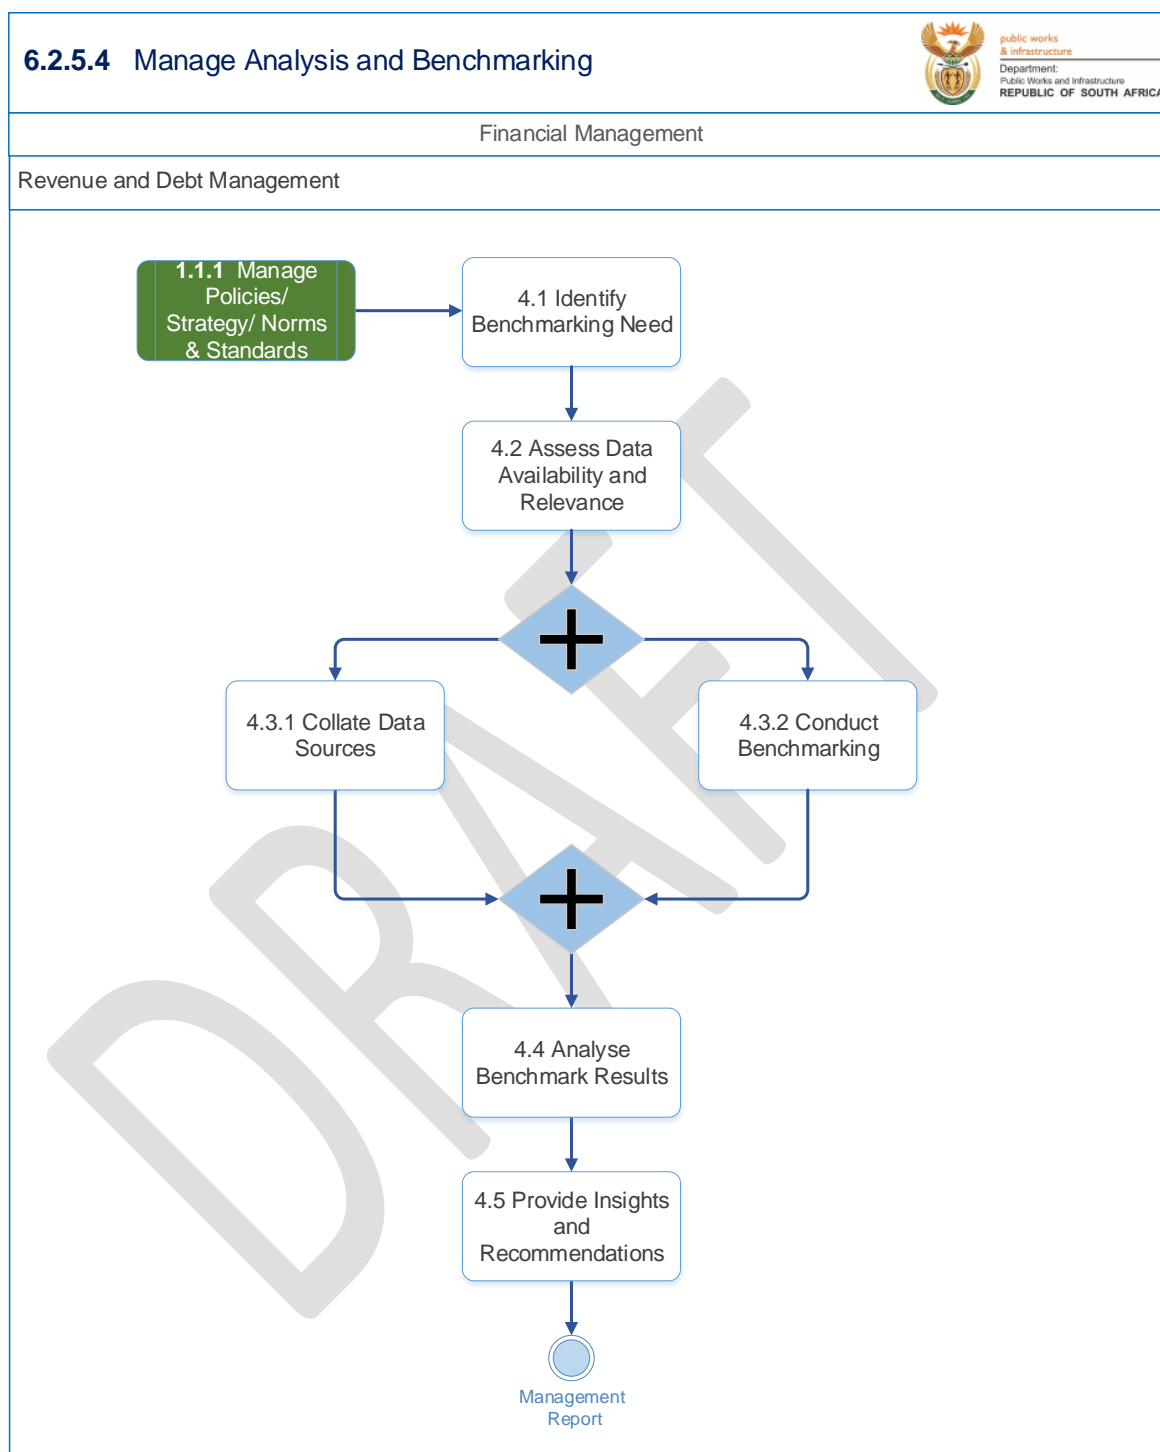 6.2.5.4 Manage Analysis and Benchmarking
public works
& infrastructure
Department:
Public Works and Infrastructure
REPUBLIC OF SOUTH AFRICA
Financial Management
Revenue and Debt Management
1.1.1 Manage
Policies/
Strategy/ Norms
& Standards
4.1 Identify
Benchmarking Need
4.2 Assess Data
Availability and
Relevance
4.3.1 Collate Data
Sources
4.3.2 Conduct
Benchmarking
4.4 Analyse
Benchmark Results
4.5 Provide Insights
and
Recommendations
Management
Report
DRAFT